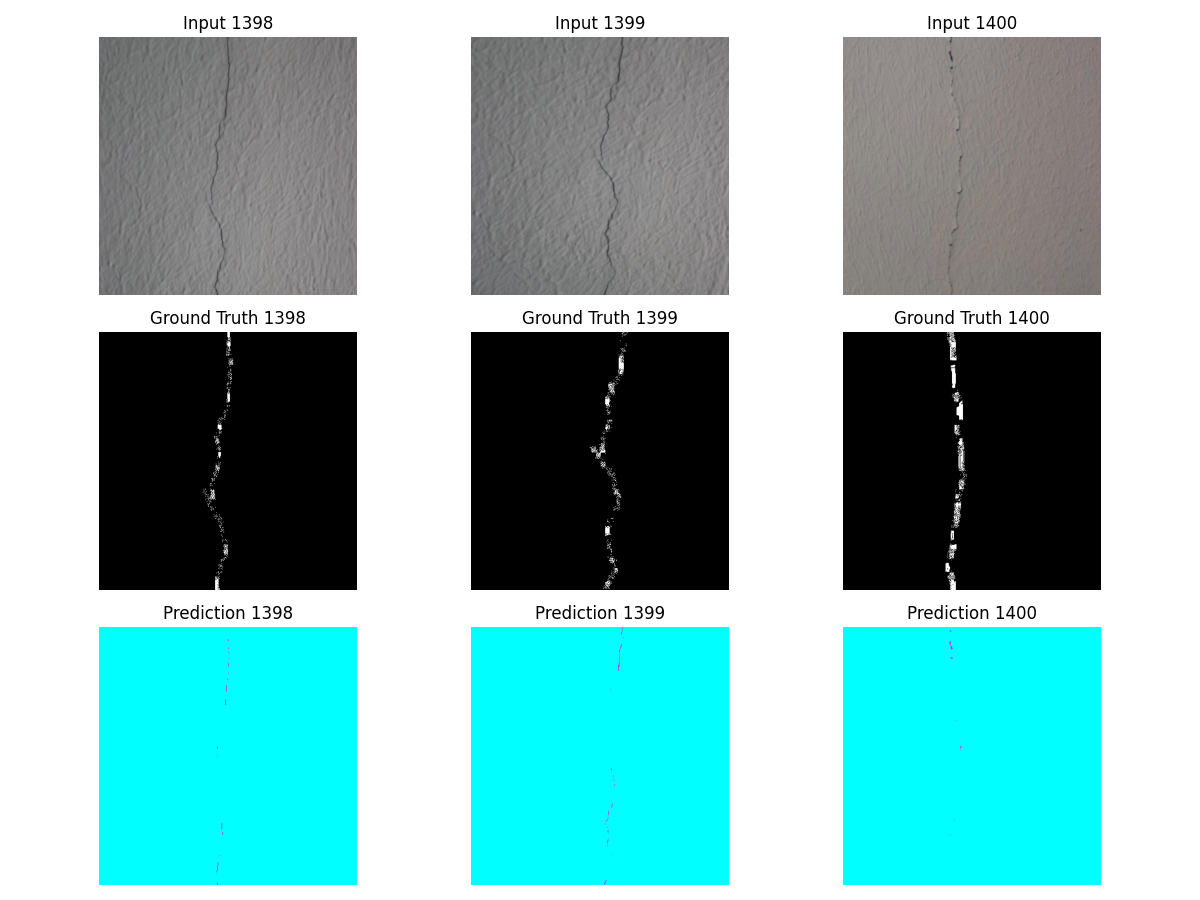 Input 1398
Input 1399
Input 1400
Ground Truth 1398
Ground Truth 1399
Ground Truth 1400
Prediction 1398
Prediction 1399
Prediction 1400